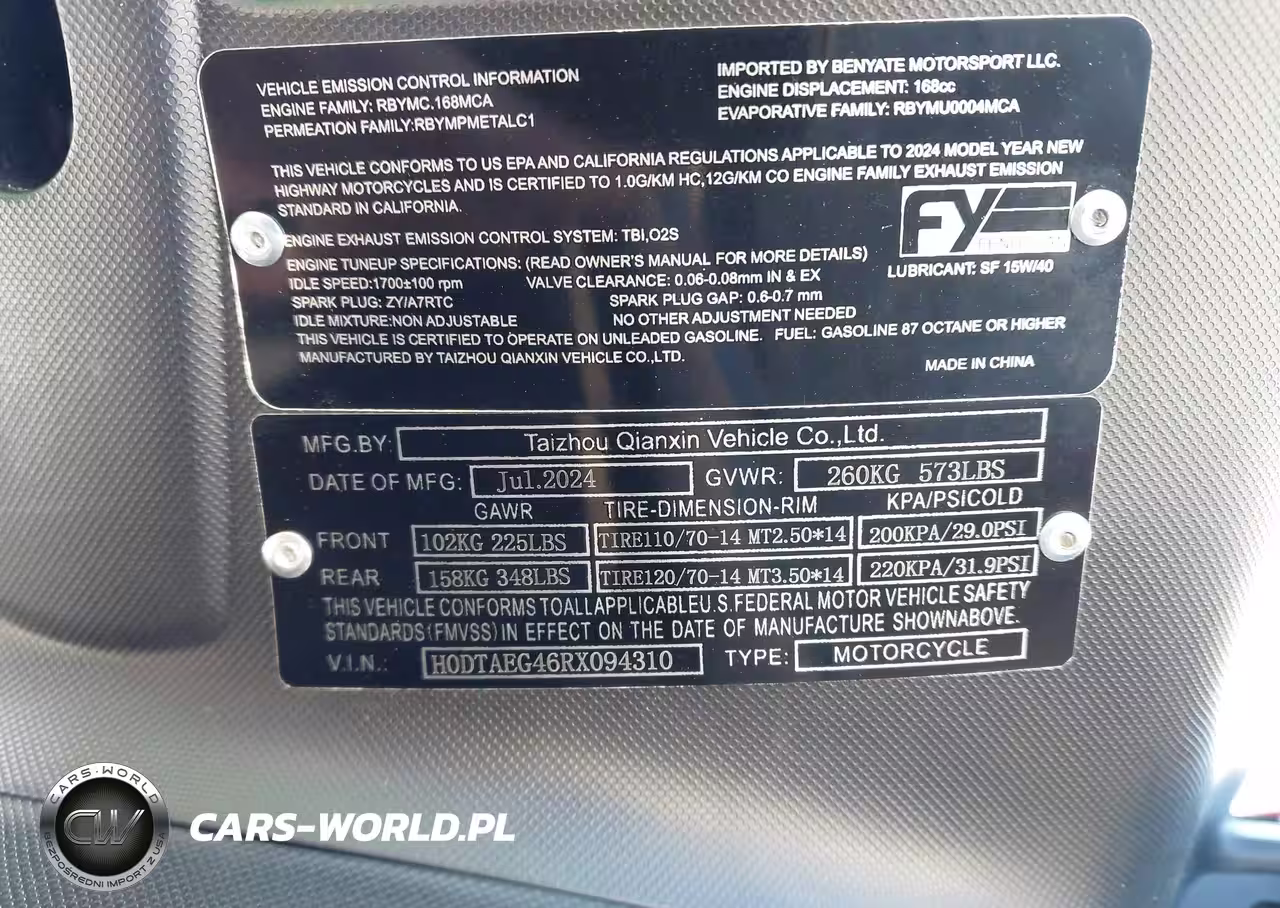 VEHICLE EMISSION CONTROL INFORMATION
ENGINE FAMILY: RBYMC.168MCA
PERMEATION FAMILY:RBYMPMETALC1
IMPORTED BY BENYATE MOTORSPORT LLC.
ENGINE DISPLACEMENT: 168cc
EVAPORATIVE FAMILY: RBYMU0004MCA
THIS VEHICLE CONFORMS TO US EPA AND CALIFORNIA REGULATIONS APPLICABLE TO 2024 MODEL YEAR NEW
HIGHWAY MOTORCYCLES AND IS CERTIFIED TO 1.0G/KM HC,12G/KM CO ENGINE FAMILY EXHAUST EMISSION
STANDARD IN CALIFORNIA.
FY
ENGINE EXHAUST EMISSION CONTROL SYSTEM: TBI,O2S
ENGINE TUNEUP SPECIFICATIONS: (READ OWNER'S MANUAL FOR MORE DETAILS)
LUBRICANT: SF 15W/40
IDLE SPEED:1700±100 rpm VALVE CLEARANCE: 0.06-0.08mm IN & EX
SPARK PLUG: ZY/A7RTC SPARK PLUG GAP: 0.6-0.7 mm
IDLE MIXTURE:NON ADJUSTABLE NO OTHER ADJUSTMENT NEEDED
THIS VEHICLE IS CERTIFIED TO OPERATE ON UNLEADED GASOLINE. FUEL: GASOLINE 87 OCTANE OR HIGHER
MANUFACTURED BY TAIZHOU QIANXIN VEHICLE CO.,LTD.
MADE IN CHINA
MFG.BY: Taizhou Qianxin Vehicle Co.,Ltd.
DATE OF MFG: Jul.2024 GVWR: 260KG 573LBS
GAWR TIRE-DIMENSION-RIM KPA/PSICOLD
FRONT 102KG 225LBS TIRE110/70-14 MT2.50*14 200KPA/29.0PSI
REAR 158KG 348LBS TIRE120/70-14 MT3.50*14 220KPA/31.9PSI
THIS VEHICLE CONFORMS TOALLAPPLICABLEU.S.FEDERAL MOTOR VEHICLE SAFETY
STANDARDS(FMVSS)IN EFFECT ON THE DATE OF MANUFACTURE SHOWNABOVE.
V.I.N.: H0DTAEG46RX094310 TYPE: MOTORCYCLE
CARS-WORLD
CW
BEZPOŚREDNI IMPORT Z USA
CARS-WORLD.PL